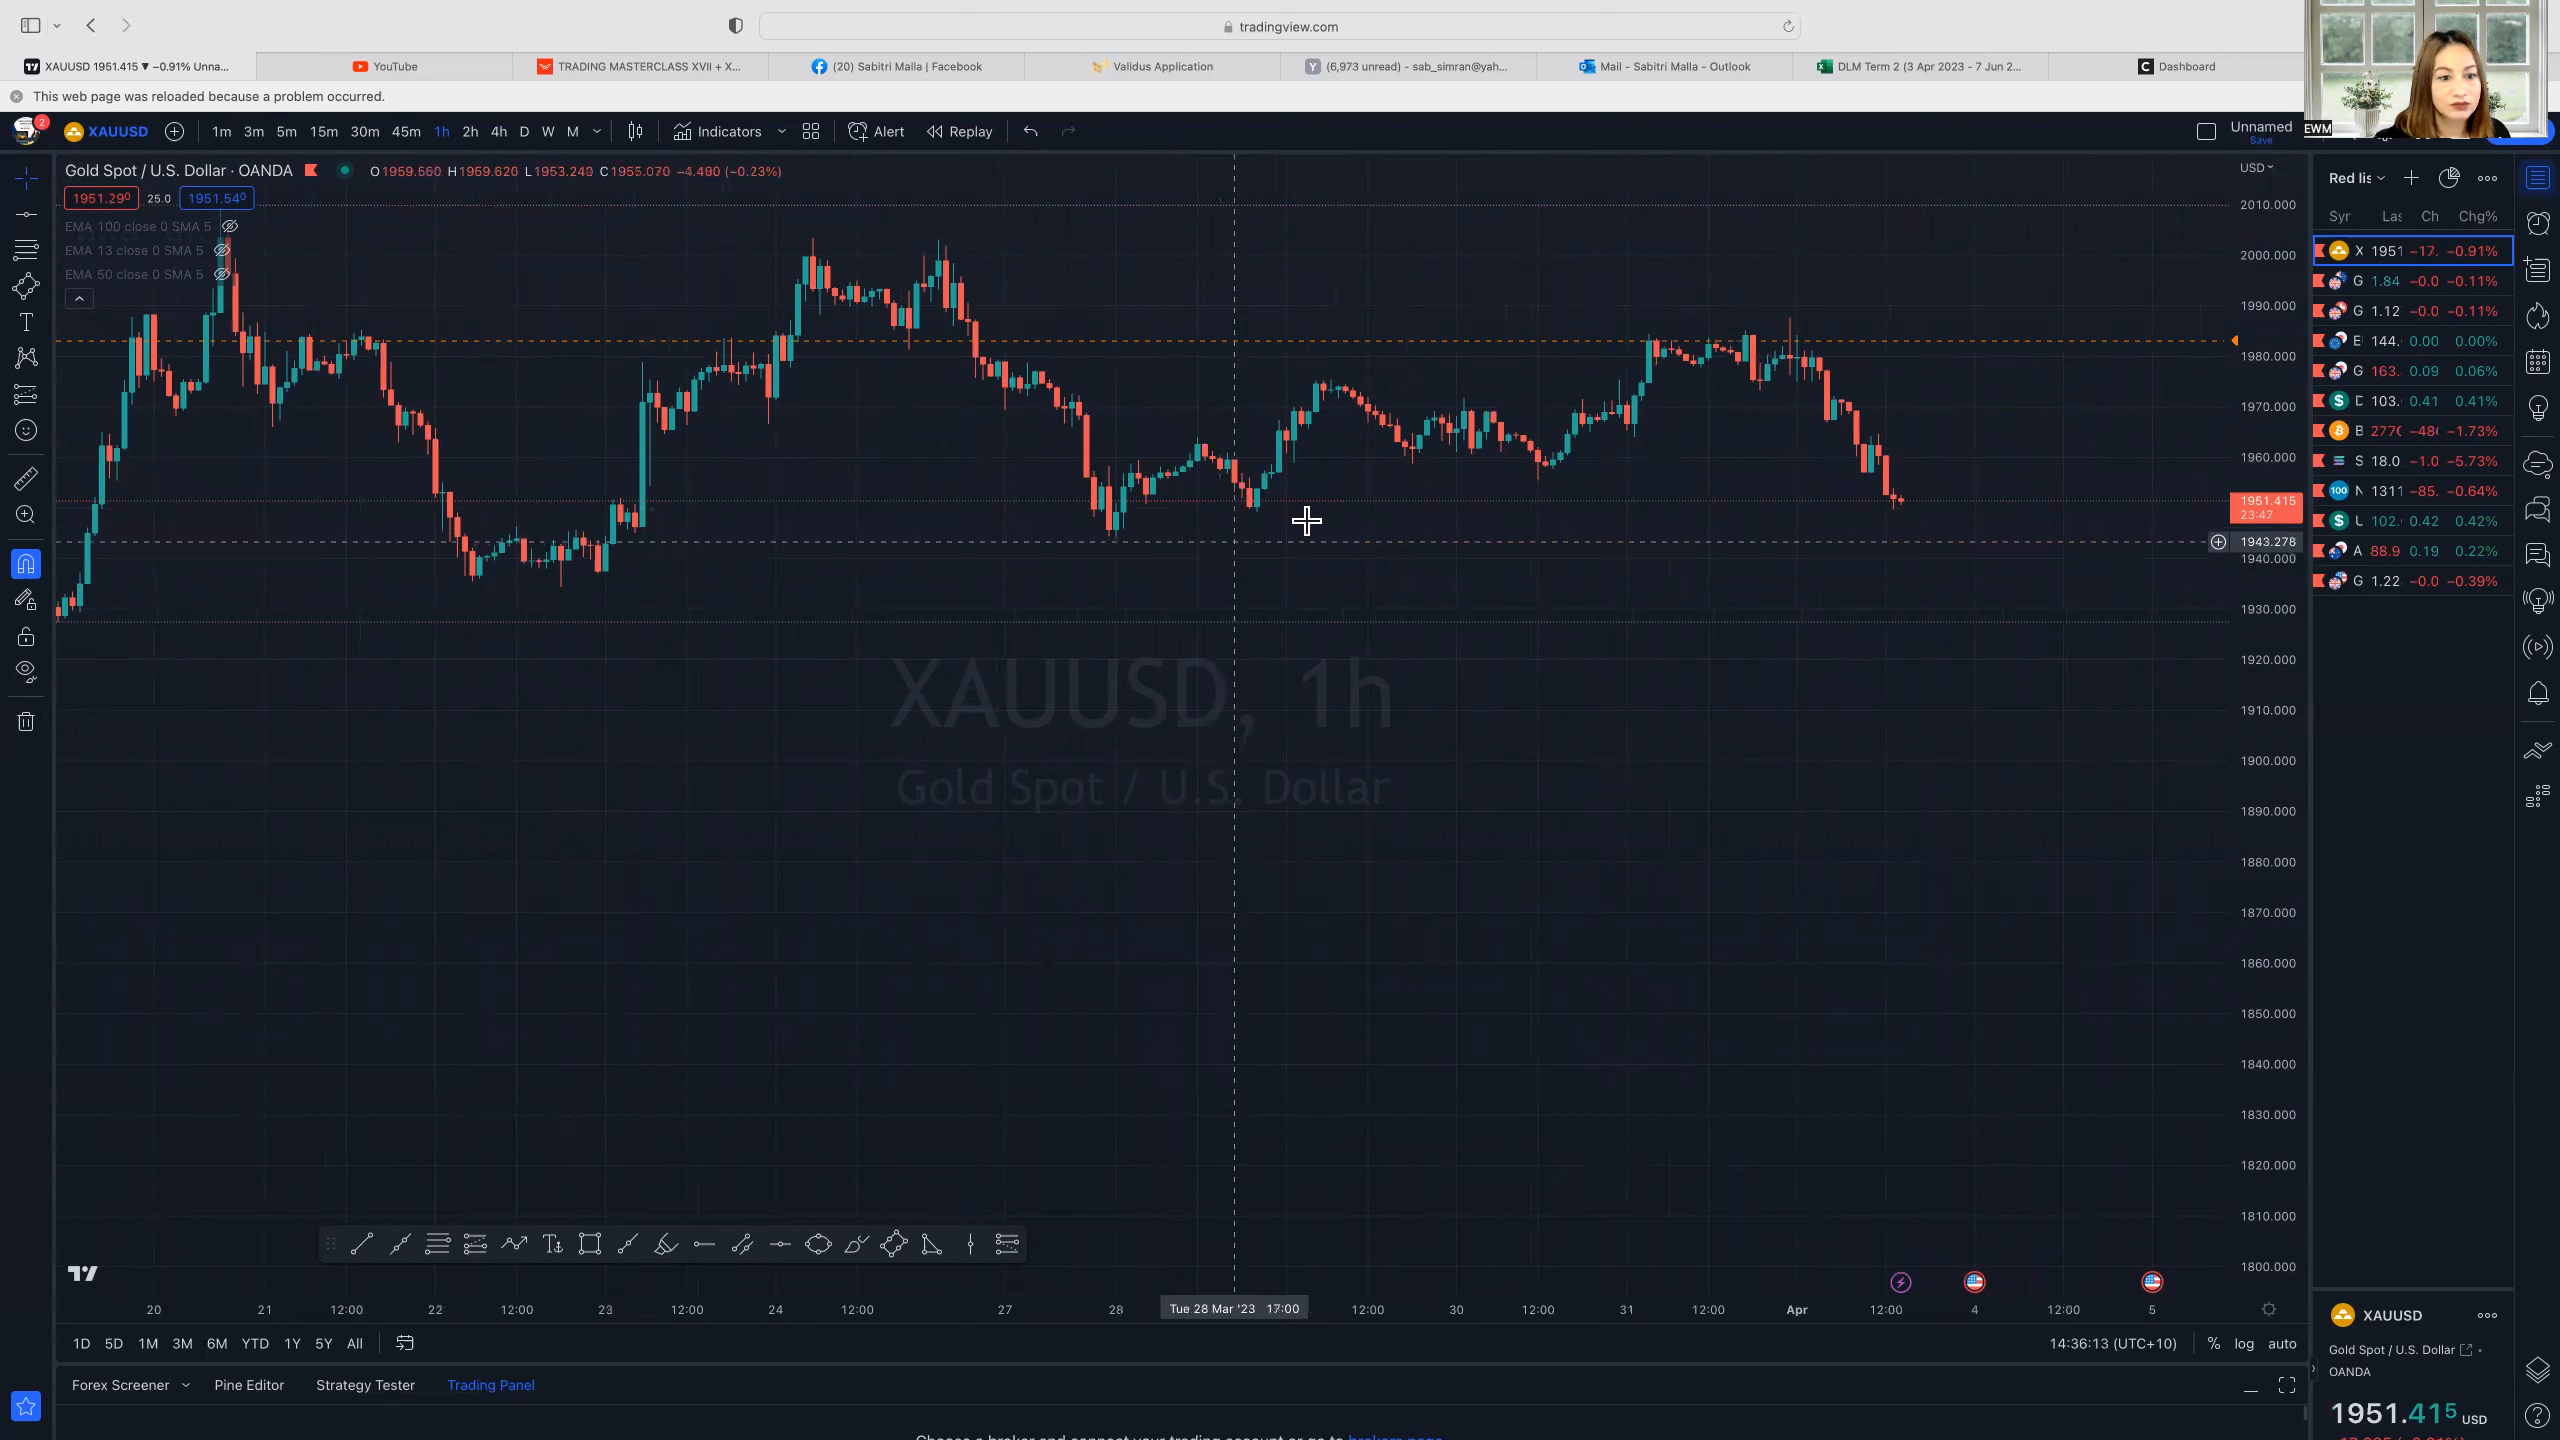 tradingview.com
XAUUSD 1951.415 ▼ −0.91% Unna...
YouTube
TRADING MASTERCLASS XVII + X...
(20) Sabitri Malla | Facebook
Validus Application
(6,973 unread) - sab_simran@yah...
Mail - Sabitri Malla - Outlook
DLM Term 2 (3 Apr 2023 - 7 Jun 2...
Dashboard
This web page was reloaded because a problem occurred.
2
XAUUSD
1m 3m 5m 15m 30m 45m 1h 2h 4h D W M
Indicators
Alert
Replay
Unnamed
Save
EWM
Gold Spot / U.S. Dollar · OANDA
O1959.560 H1959.620 L1953.240 C1955.070 −4.490 (−0.23%)
1951.290 25.0 1951.540
EMA 100 close 0 SMA 5
EMA 13 close 0 SMA 5
EMA 50 close 0 SMA 5
USD
2010.000
2000.000
1990.000
1980.000
1970.000
1960.000
1951.415
23:47
1943.278
1940.000
1930.000
1920.000
1910.000
1900.000
1890.000
1880.000
1870.000
1860.000
1850.000
1840.000
1830.000
1820.000
1810.000
1800.000
XAUUSD, 1h
Gold Spot / U.S. Dollar
20 21 12:00 22 12:00 23 12:00 24 12:00 27 28 Tue 28 Mar '23 17:00 12:00 30 12:00 31 12:00 Apr 12:00 4 12:00 5
1D 5D 1M 3M 6M YTD 1Y 5Y All
14:36:13 (UTC+10)
% log auto
Forex Screener
Pine Editor
Strategy Tester
Trading Panel
Red lis
Syr Las Ch Chg%
X 1951 −17. −0.91%
G 1.84 −0.0 −0.11%
G 1.12 −0.0 −0.11%
E 144. 0.00 0.00%
G 163. 0.09 0.06%
D 103. 0.41 0.41%
B 2770 −486 −1.73%
S 18.0 −1.0 −5.73%
N 1311 −85. −0.64%
U 102. 0.42 0.42%
A 88.9 0.19 0.22%
G 1.22 −0.0 −0.39%
XAUUSD
Gold Spot / U.S. Dollar
OANDA
1951.415 USD